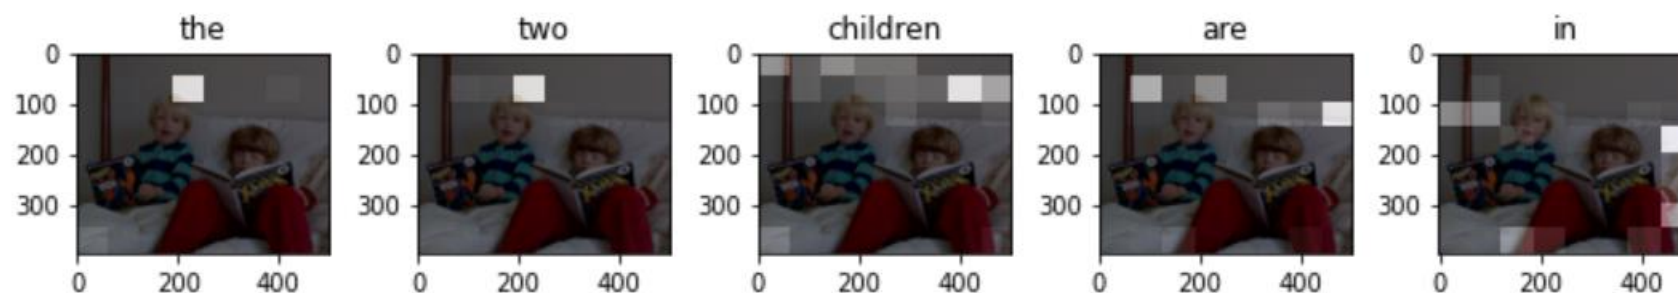 the two children are in
0 0 0 0 0
100 100 100 100 100
200 200 200 200 200
300 300 300 300 300
0 200 400 0 200 400 0 200 400 0 200 400 0 200 400